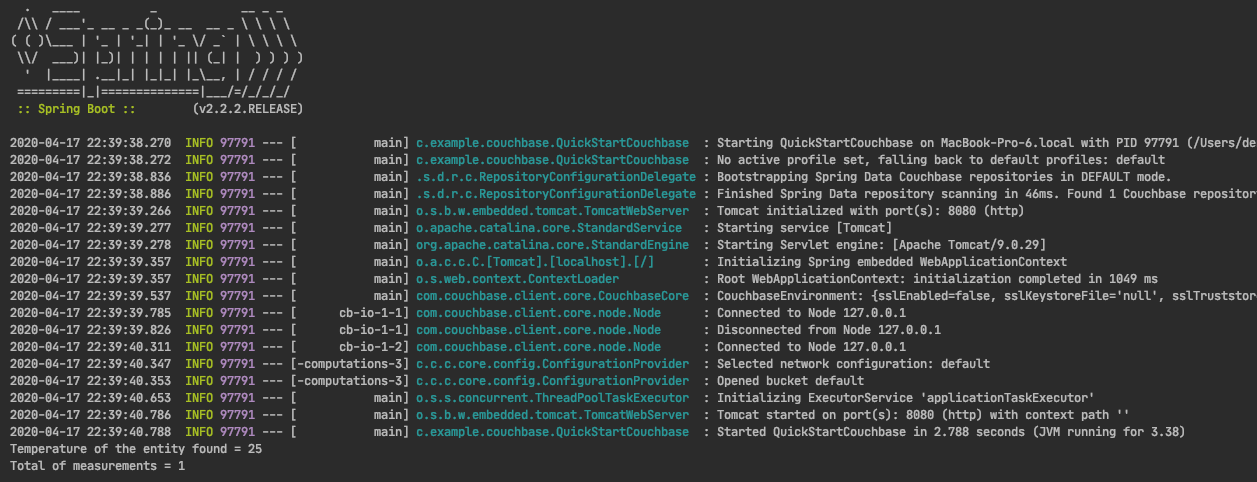 .   ____          _            __ _ _
 /\\ / ___'_ __ _ _(_)_ __  __ _ \ \ \ \
( ( )\___ | '_ | '_| | '_ \/ _` | \ \ \ \
 \\/  ___)| |_)| | | | | || (_| |  ) ) ) )
  '  |____| .__|_| |_|_| |_\__, | / / / /
 =========|_|==============|___/=/_/_/_/
 :: Spring Boot ::        (v2.2.2.RELEASE)
2020-04-17 22:39:38.270  INFO 97791 --- [           main] c.example.couchbase.QuickStartCouchbase  : Starting QuickStartCouchbase on MacBook-Pro-6.local with PID 97791 (/Users/de
2020-04-17 22:39:38.272  INFO 97791 --- [           main] c.example.couchbase.QuickStartCouchbase  : No active profile set, falling back to default profiles: default
2020-04-17 22:39:38.836  INFO 97791 --- [           main] .s.d.r.c.RepositoryConfigurationDelegate : Bootstrapping Spring Data Couchbase repositories in DEFAULT mode.
2020-04-17 22:39:38.886  INFO 97791 --- [           main] .s.d.r.c.RepositoryConfigurationDelegate : Finished Spring Data repository scanning in 46ms. Found 1 Couchbase repositor
2020-04-17 22:39:39.266  INFO 97791 --- [           main] o.s.b.w.embedded.tomcat.TomcatWebServer  : Tomcat initialized with port(s): 8080 (http)
2020-04-17 22:39:39.277  INFO 97791 --- [           main] o.apache.catalina.core.StandardService   : Starting service [Tomcat]
2020-04-17 22:39:39.278  INFO 97791 --- [           main] org.apache.catalina.core.StandardEngine  : Starting Servlet engine: [Apache Tomcat/9.0.29]
2020-04-17 22:39:39.357  INFO 97791 --- [           main] o.a.c.c.C.[Tomcat].[localhost].[/]       : Initializing Spring embedded WebApplicationContext
2020-04-17 22:39:39.357  INFO 97791 --- [           main] o.s.web.context.ContextLoader            : Root WebApplicationContext: initialization completed in 1049 ms
2020-04-17 22:39:39.537  INFO 97791 --- [           main] com.couchbase.client.core.CouchbaseCore  : CouchbaseEnvironment: {sslEnabled=false, sslKeystoreFile='null', sslTruststor
2020-04-17 22:39:39.785  INFO 97791 --- [      cb-io-1-1] com.couchbase.client.core.node.Node      : Connected to Node 127.0.0.1
2020-04-17 22:39:39.826  INFO 97791 --- [      cb-io-1-1] com.couchbase.client.core.node.Node      : Disconnected from Node 127.0.0.1
2020-04-17 22:39:40.311  INFO 97791 --- [      cb-io-1-2] com.couchbase.client.core.node.Node      : Connected to Node 127.0.0.1
2020-04-17 22:39:40.347  INFO 97791 --- [-computations-3] c.c.c.core.config.ConfigurationProvider  : Selected network configuration: default
2020-04-17 22:39:40.353  INFO 97791 --- [-computations-3] c.c.c.core.config.ConfigurationProvider  : Opened bucket default
2020-04-17 22:39:40.653  INFO 97791 --- [           main] o.s.s.concurrent.ThreadPoolTaskExecutor  : Initializing ExecutorService 'applicationTaskExecutor'
2020-04-17 22:39:40.786  INFO 97791 --- [           main] o.s.b.w.embedded.tomcat.TomcatWebServer  : Tomcat started on port(s): 8080 (http) with context path ''
2020-04-17 22:39:40.788  INFO 97791 --- [           main] c.example.couchbase.QuickStartCouchbase  : Started QuickStartCouchbase in 2.788 seconds (JVM running for 3.38)
Temperature of the entity found = 25
Total of measurements = 1